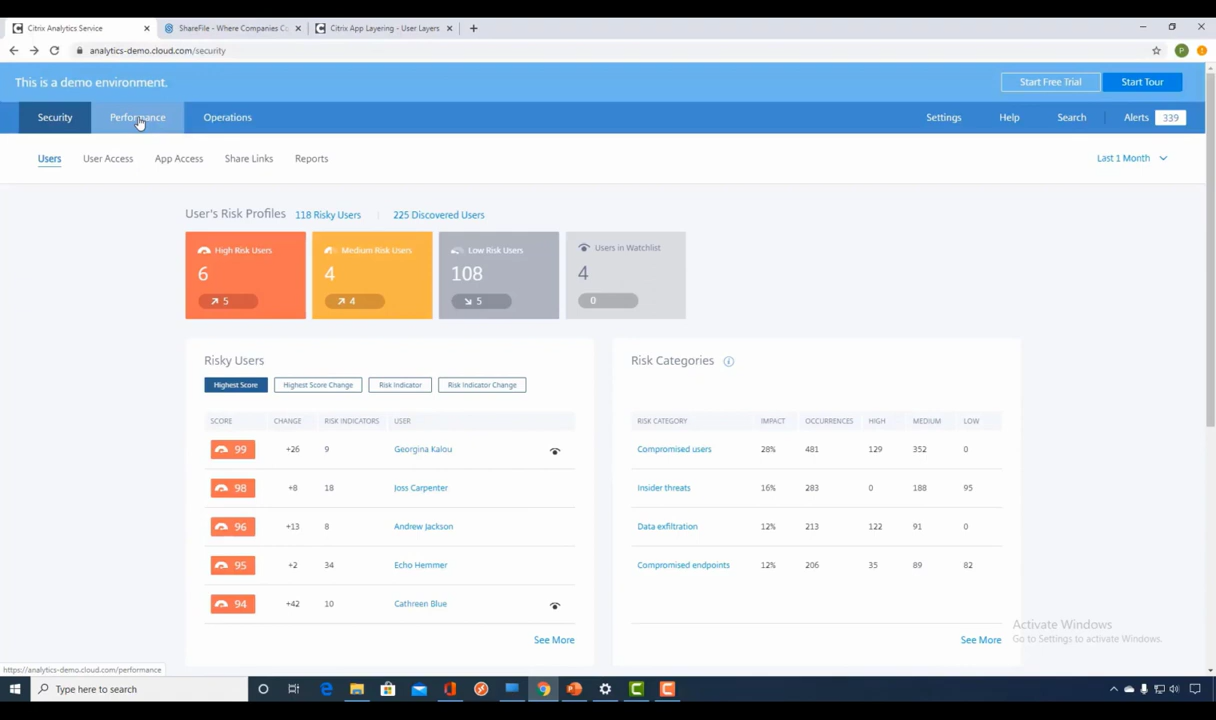 Citrix Analytics Service
ShareFile - Where Companies Co
Citrix App Layering - User Layers
analytics-demo.cloud.com/security
P
This is a demo environment.
Start Free Trial
Start Tour
Security
Performance
Operations
Settings
Help
Search
Alerts 339
Users
User Access
App Access
Share Links
Reports
Last 1 Month
User's Risk Profiles
118 Risky Users
225 Discovered Users
High Risk Users
6
5
Medium Risk Users
4
4
Low Risk Users
108
5
Users in Watchlist
4
0
Risky Users
Highest Score
Highest Score Change
Risk Indicator
Risk Indicator Change
SCORE CHANGE RISK INDICATORS USER
99 +26 9 Georgina Kalou
98 +8 18 Joss Carpenter
96 +13 8 Andrew Jackson
95 +2 34 Echo Hemmer
94 +42 10 Cathreen Blue
See More
Risk Categories
RISK CATEGORY IMPACT OCCURRENCES HIGH MEDIUM LOW
Compromised users 28% 481 129 352 0
Insider threats 16% 283 0 188 95
Data exfiltration 12% 213 122 91 0
Compromised endpoints 12% 206 35 89 82
See More
Activate Windows
Go to Settings to activate Windows.
https://analytics-demo.cloud.com/performance
Type here to search